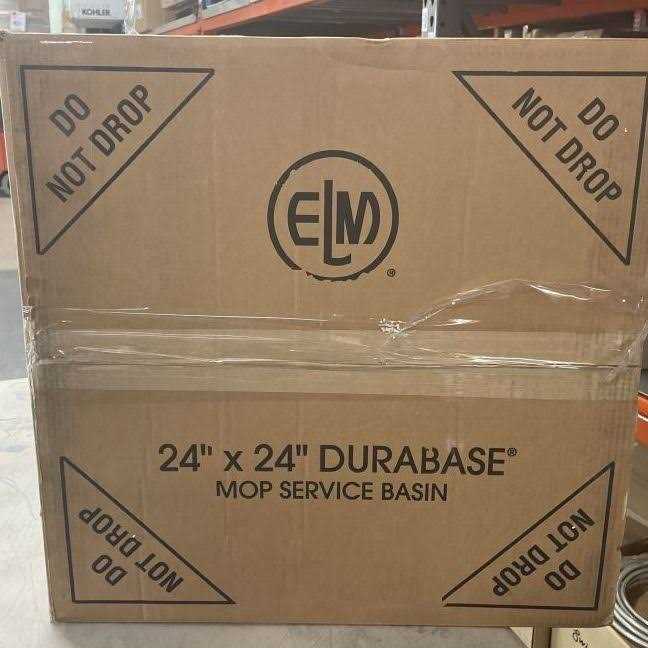 KOHLER
DO
NOT DROP
DO
NOT DROP
ELM
®
24" x 24" DURABASE®
MOP SERVICE BASIN
DO
NOT DROP
DO
NOT DROP